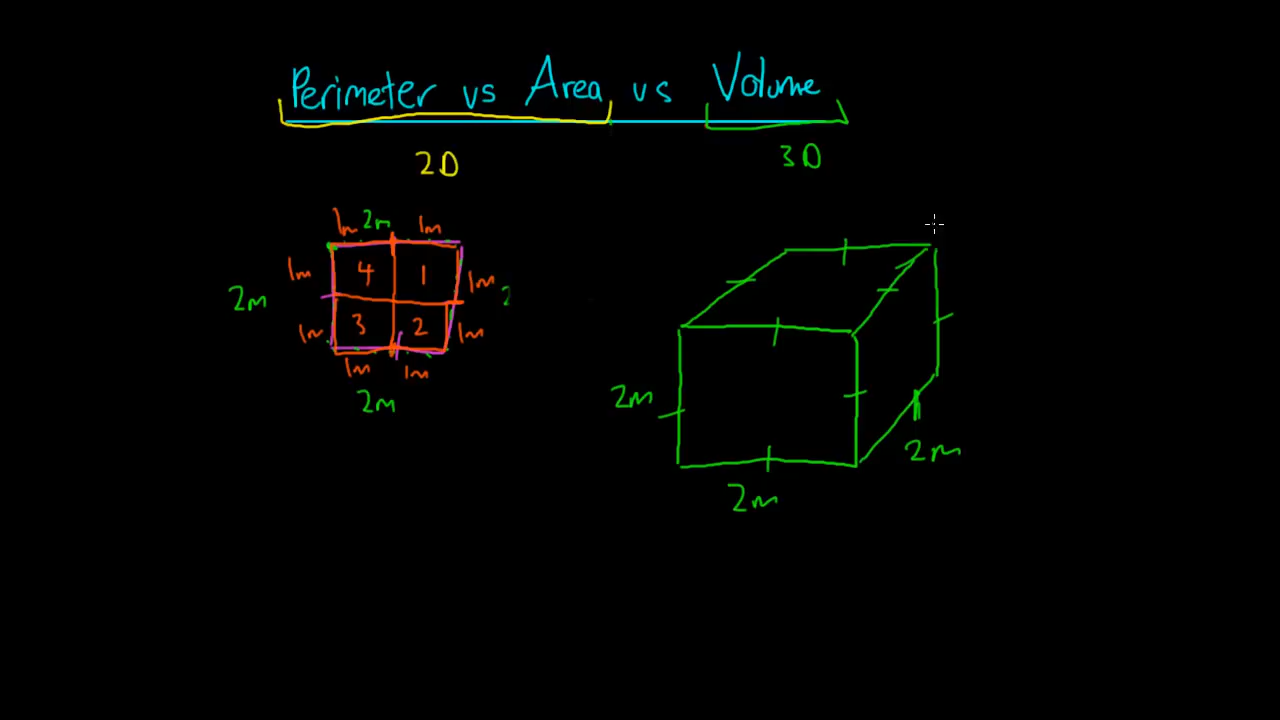 Perimeter vs Area vs Volume
2D
3D
1m 2m 1m
1m 4 1 1m
2m 2
1m 3 2 1m
1m 1m
2m
2m
2m
2m